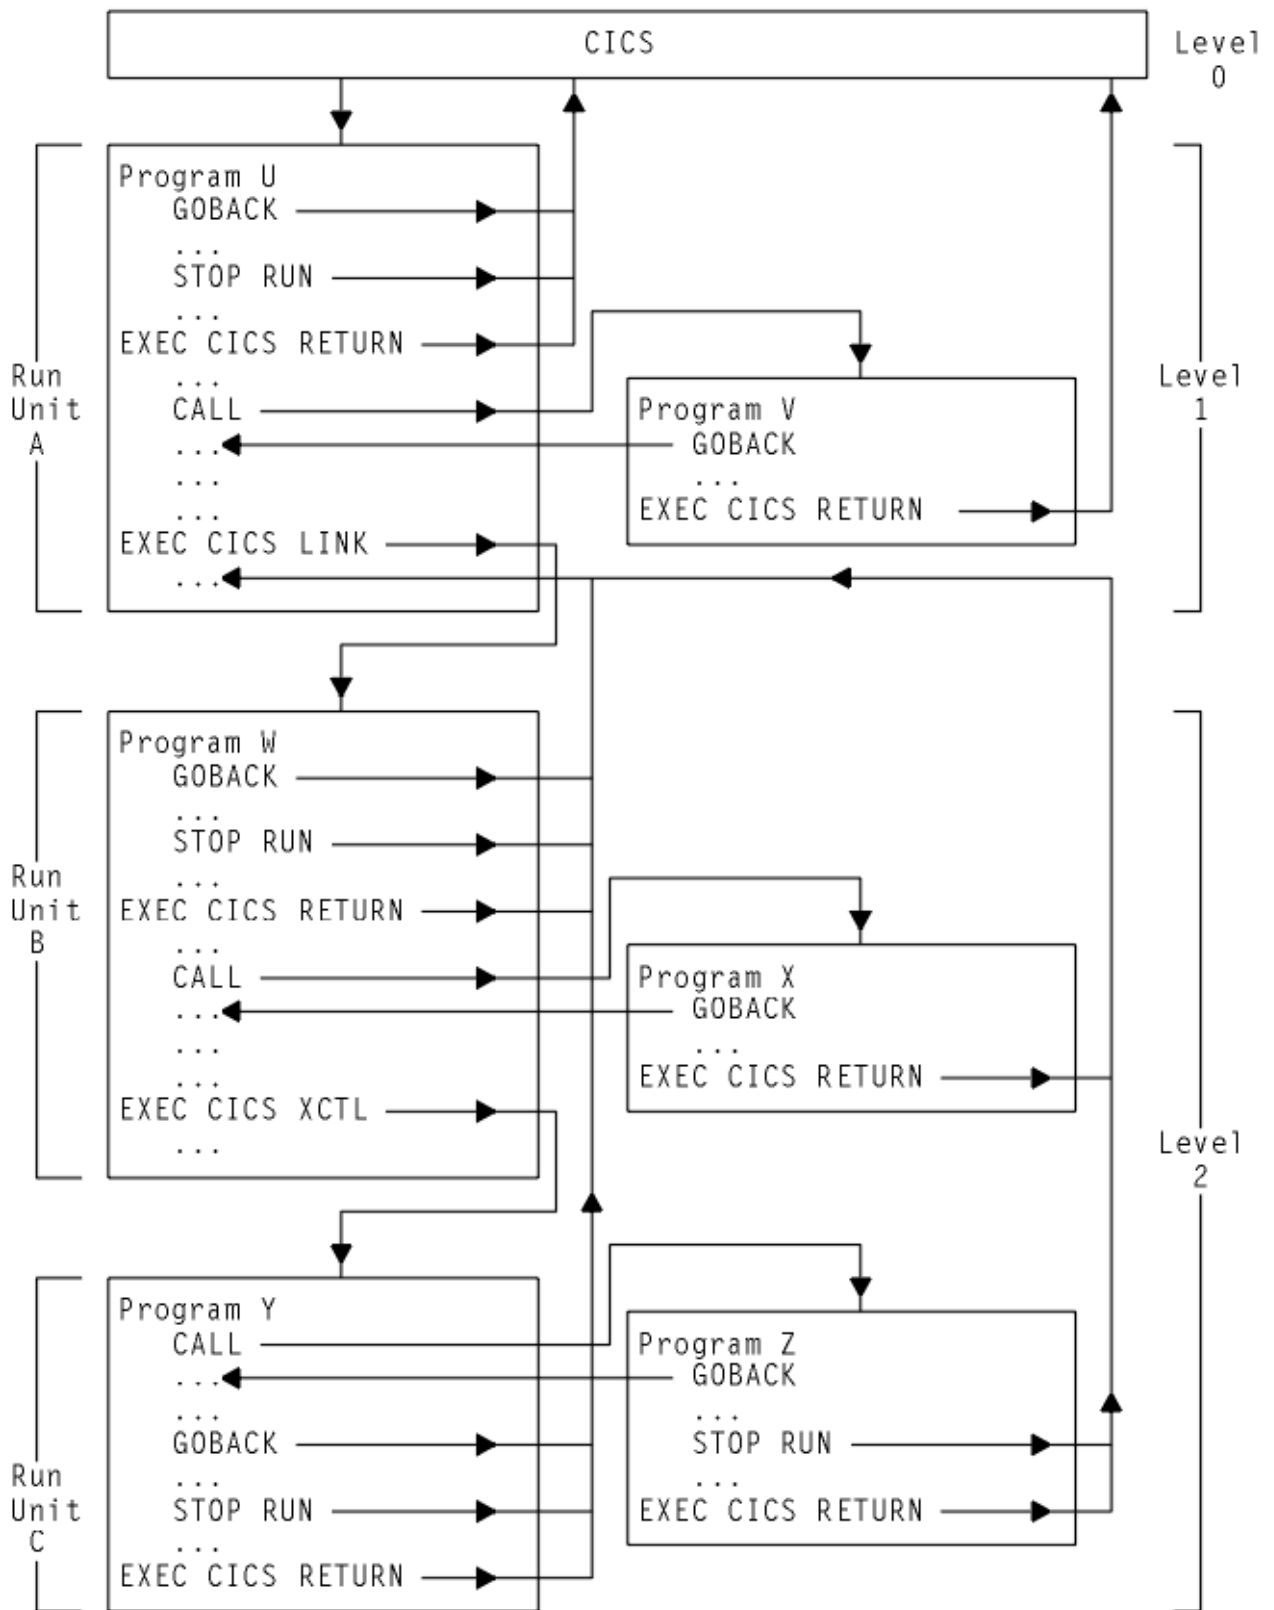 CICS
Level
0
Program U
GOBACK
...
STOP RUN
...
EXEC CICS RETURN
...
CALL
...
...
...
EXEC CICS LINK
...
Run
Unit
A
Program V
GOBACK
...
EXEC CICS RETURN
Level
1
Program W
GOBACK
...
STOP RUN
...
EXEC CICS RETURN
...
CALL
...
...
...
EXEC CICS XCTL
...
Run
Unit
B
Program X
GOBACK
...
EXEC CICS RETURN
Level
2
Program Y
CALL
...
...
GOBACK
...
STOP RUN
...
EXEC CICS RETURN
Run
Unit
C
Program Z
GOBACK
...
STOP RUN
...
EXEC CICS RETURN